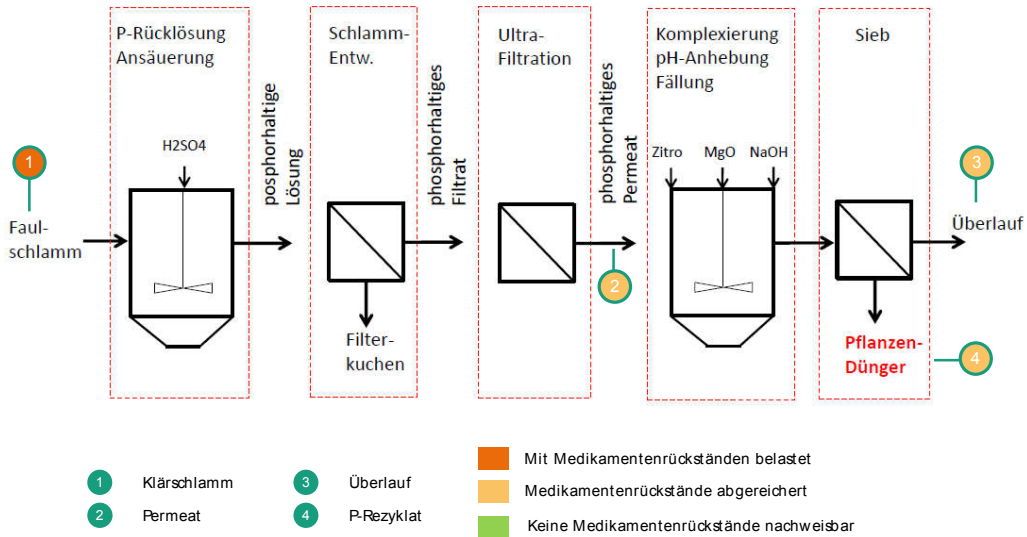 P-Rücklösung
Ansäuerung
Schlamm-
Entw.
Ultra-
Filtration
Komplexierung
pH-Anhebung
Fällung
Sieb
H2SO4
posphorhaltige
Lösung
phosphorhaltiges
Filtrat
phosphorhaltiges
Permeat
Zitro
MgO
NaOH
1
3
Faul-
schlamm
Überlauf
2
Filter-
kuchen
Pflanzen-
Dünger
4
1 Klärschlamm
3 Überlauf
Mit Medikamentenrückständen belastet
2 Permeat
4 P-Rezyklat
Medikamentenrückstände abgereichert
Keine Medikamentenrückstände nachweisbar